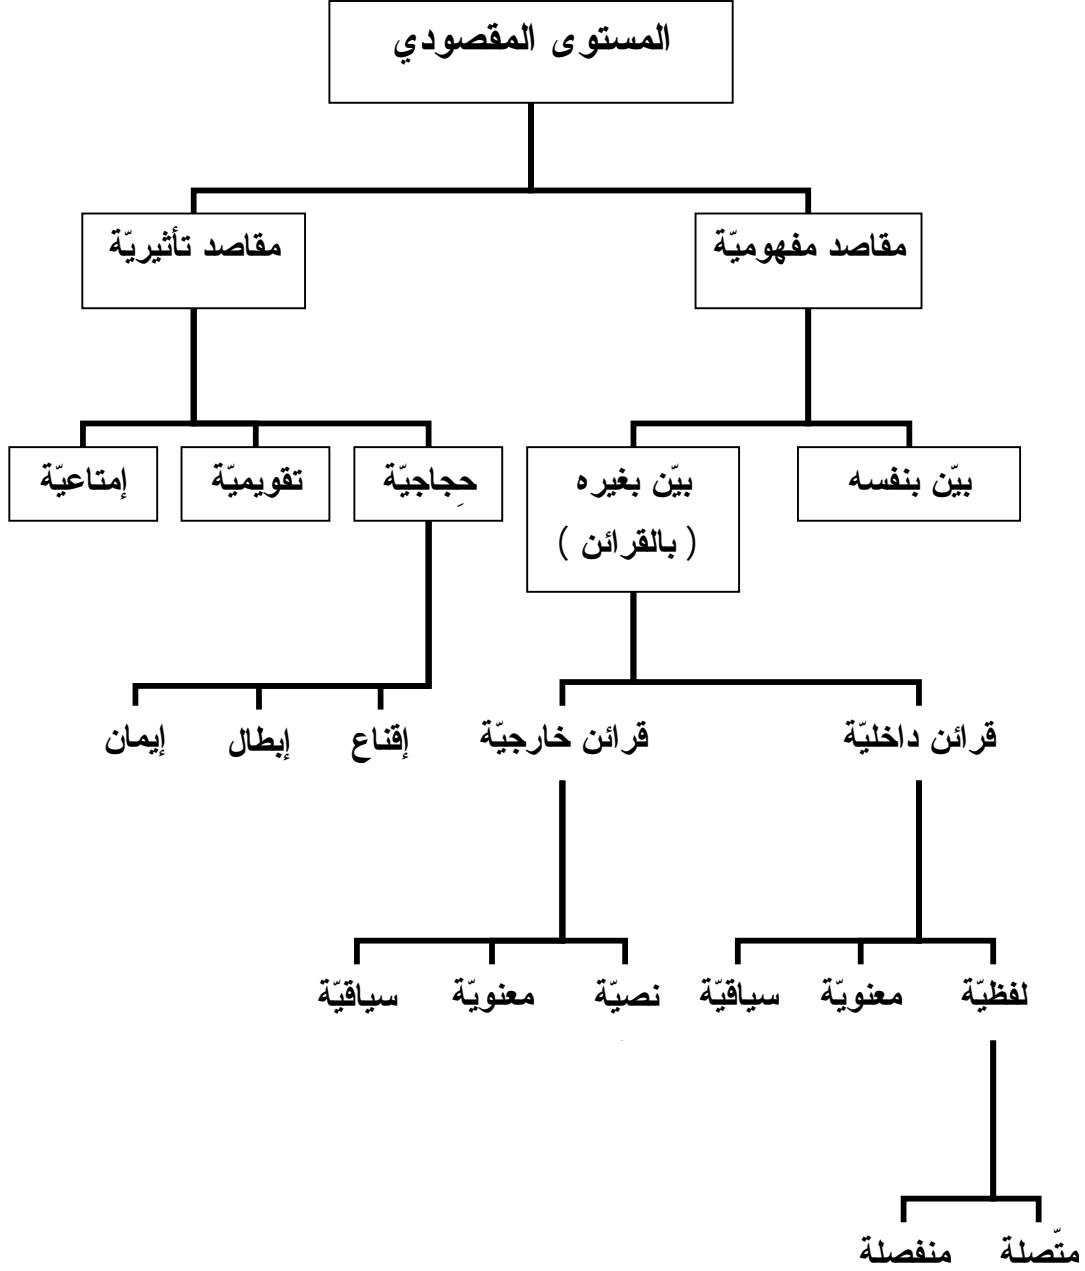 المستوى المقصودي
مقاصد مفهوميّة
مقاصد تأثيريّة
بيّن بنفسه
بيّن بغيره
( بالقرائن )
حِجاجيّة
تقويميّة
إمتاعيّة
قرائن داخليّة
قرائن خارجيّة
إقناع
إبطال
إيمان
لفظيّة
معنويّة
سياقيّة
نصيّة
معنويّة
سياقيّة
متّصلة
منفصلة